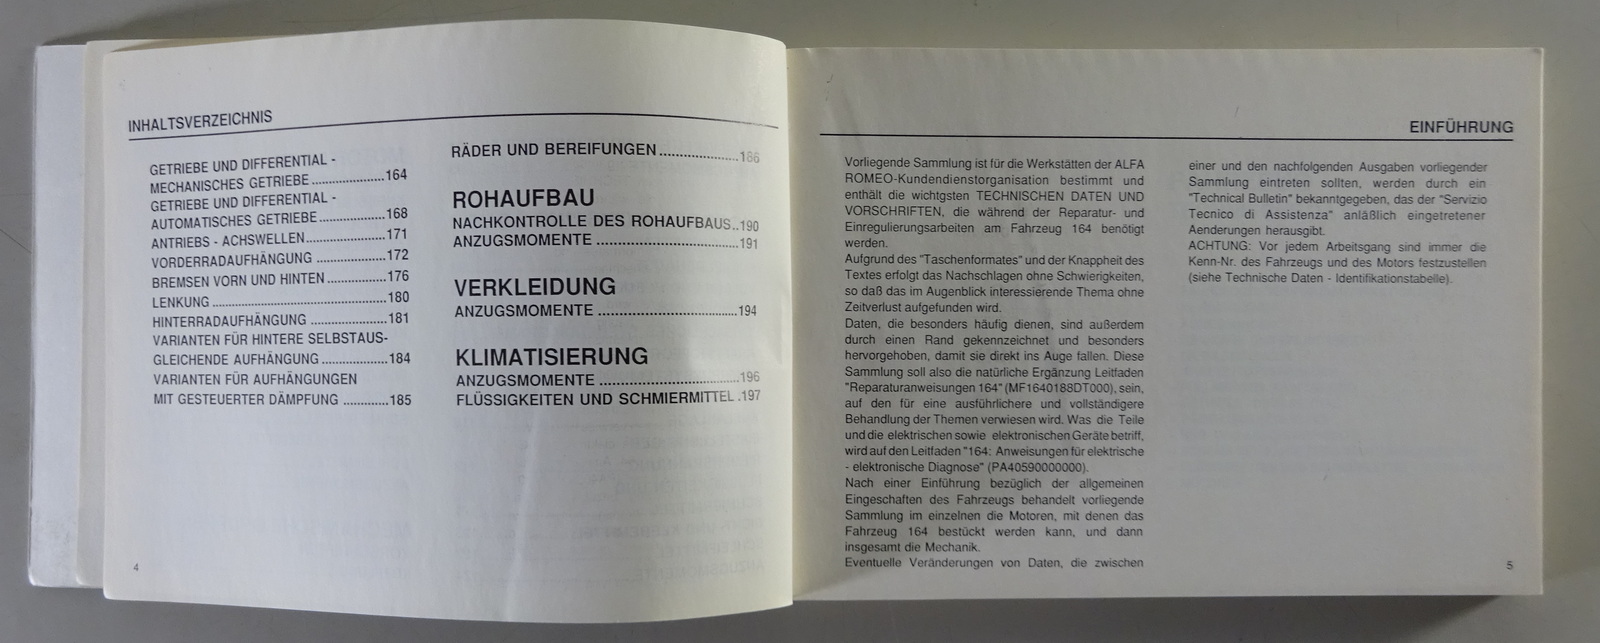 INHALTSVERZEICHNIS
GETRIEBE UND DIFFERENTIAL -
MECHANISCHES GETRIEBE ....................164
GETRIEBE UND DIFFERENTIAL -
AUTOMATISCHES GETRIEBE ..................168
ANTRIEBS - ACHSWELLEN......................171
VORDERRADAUFHÄNGUNG ..................172
BREMSEN VORN UND HINTEN ...............176
LENKUNG ................................................180
HINTERRADAUFHÄNGUNG .....................181
VARIANTEN FÜR HINTERE SELBSTAUS-
GLEICHENDE AUFHÄNGUNG ..................184
VARIANTEN FÜR AUFHÄNGUNGEN
MIT GESTEUERTER DÄMPFUNG ............185
RÄDER UND BEREIFUNGEN ....................186
ROHAUFBAU
NACHKONTROLLE DES ROHAUFBAUS..190
ANZUGSMOMENTE ...................................191
VERKLEIDUNG
ANZUGSMOMENTE ...................................194
KLIMATISIERUNG
ANZUGSMOMENTE ...................................196
FLÜSSIGKEITEN UND SCHMIERMITTEL .197
4
EINFÜHRUNG
Vorliegende Sammlung ist für die Werkstätten der ALFA
ROMEO-Kundendienstorganisation bestimmt und
enthält die wichtgsten TECHNISCHEN DATEN UND
VORSCHRIFTEN, die während der Reparatur- und
Einregulierungsarbeiten am Fahrzeug 164 benötigt
werden.
Aufgrund des "Taschenformates" und der Knappheit des
Textes erfolgt das Nachschlagen ohne Schwierigkeiten,
so daß das im Augenblick interessierende Thema ohne
Zeitverlust aufgefunden wird.
Daten, die besonders häufig dienen, sind außerdem
durch einen Rand gekennzeichnet und besonders
hervorgehoben, damit sie direkt ins Auge fallen. Diese
Sammlung soll also die natürliche Ergänzung Leitfaden
"Reparaturanweisungen 164" (MF1640188DT000), sein,
auf den für eine ausführlichere und vollständigere
Behandlung der Themen verwiesen wird. Was die Teile
und die elektrischen sowie elektronischen Geräte betriff,
wird auf den Leitfaden "164: Anweisungen für elektrische
- elektronische Diagnose" (PA40590000000).
Nach einer Einführung bezüglich der allgemeinen
Eingeschaften des Fahrzeugs behandelt vorliegende
Sammlung im einzelnen die Motoren, mit denen das
Fahrzeug 164 bestückt werden kann, und dann
insgesamt die Mechanik.
Eventuelle Veränderungen von Daten, die zwischen
einer und den nachfolgenden Ausgaben vorliegender
Sammlung eintreten sollten, werden durch ein
"Technical Bulletin" bekanntgegeben, das der "Servizio
Tecnico di Assistenza" anläßlich eingetretener
Aenderungen herausgibt.
ACHTUNG: Vor jedem Arbeitsgang sind immer die
Kenn-Nr. des Fahrzeugs und des Motors festzustellen
(siehe Technische Daten - Identifikationstabelle).
5